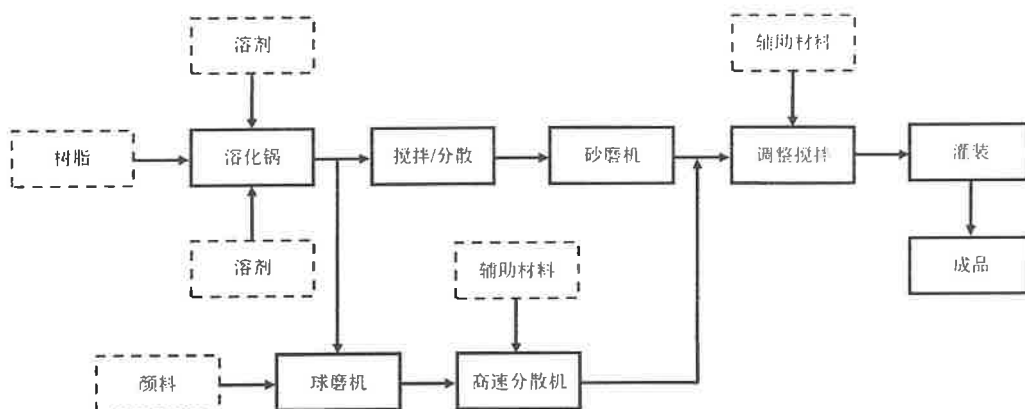 溶剂
辅助材料
树脂
溶化锅
搅拌/分散
砂磨机
调整搅拌
灌装
溶剂
辅助材料
成品
颜料
球磨机
高速分散机